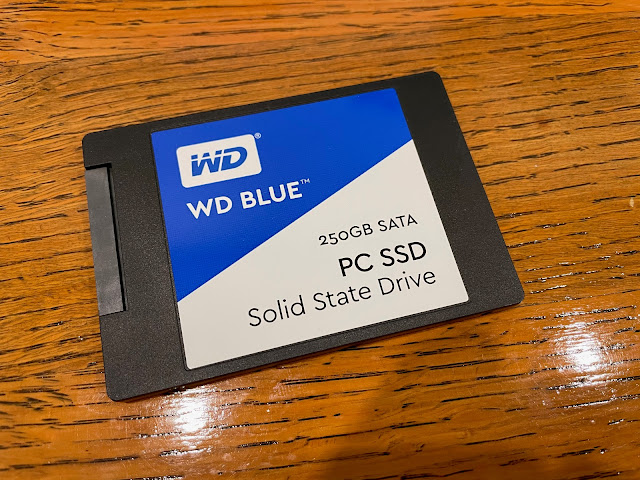 WD®
WD BLUE™
250GB SATA
PC SSD
Solid State Drive